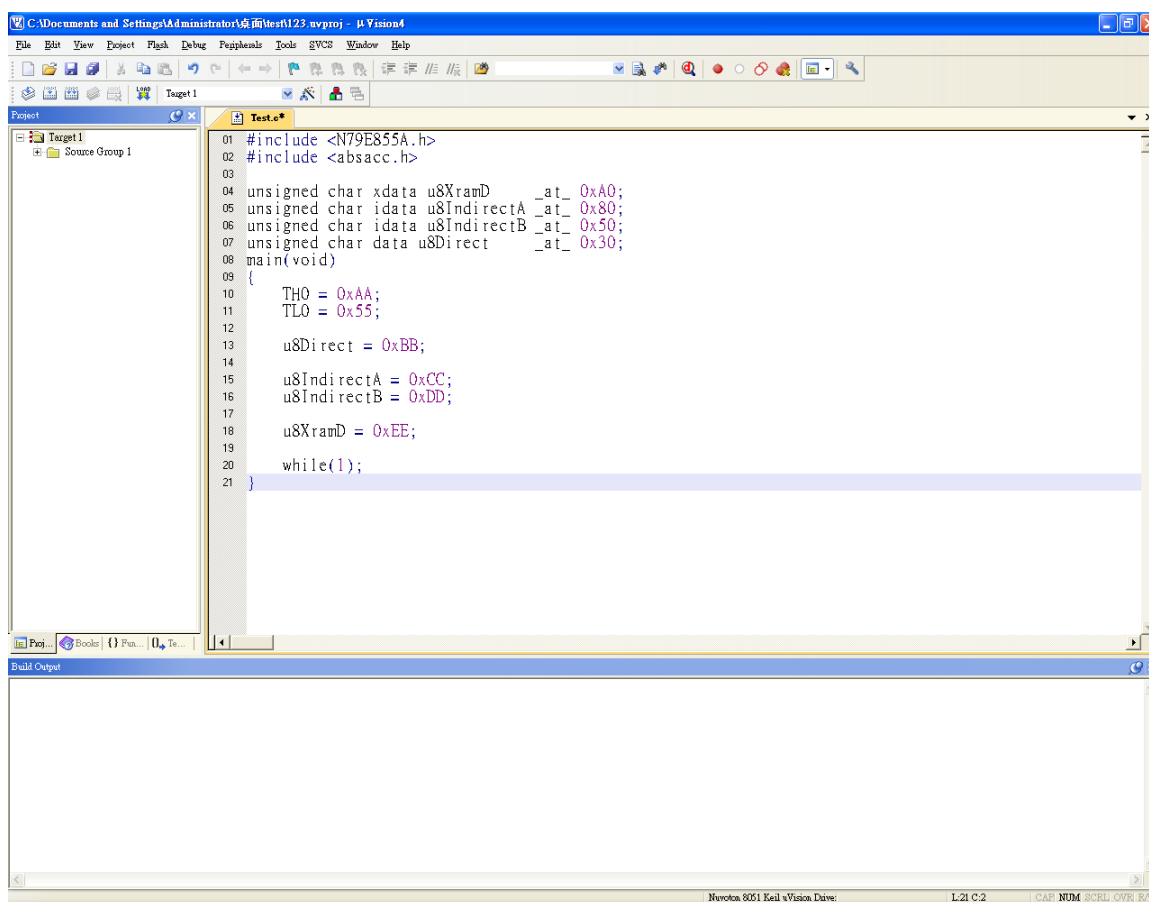 C:\Documents and Settings\Administrator\桌面\test\123.uvproj - µVision4
File Edit View Project Flash Debug Peripherals Tools SVCS Window Help
LOAD Target 1
Project
Test.c*
Target 1
Source Group 1
01 #include <N79E855A.h>
02 #include <absacc.h>
03
04 unsigned char xdata u8XramD _at_ 0xA0;
05 unsigned char idata u8IndirectA _at_ 0x80;
06 unsigned char idata u8IndirectB _at_ 0x50;
07 unsigned char data u8Direct _at_ 0x30;
08 main(void)
09 {
10 TH0 = 0xAA;
11 TL0 = 0x55;
12
13 u8Direct = 0xBB;
14
15 u8IndirectA = 0xCC;
16 u8IndirectB = 0xDD;
17
18 u8XramD = 0xEE;
19
20 while(1);
21 }
Proj... Books {} Fun... 0 Te...
Build Output
Nuvoton 8051 Keil uVision Driver L:21 C:2 CAP NUM SCRL OVR R/